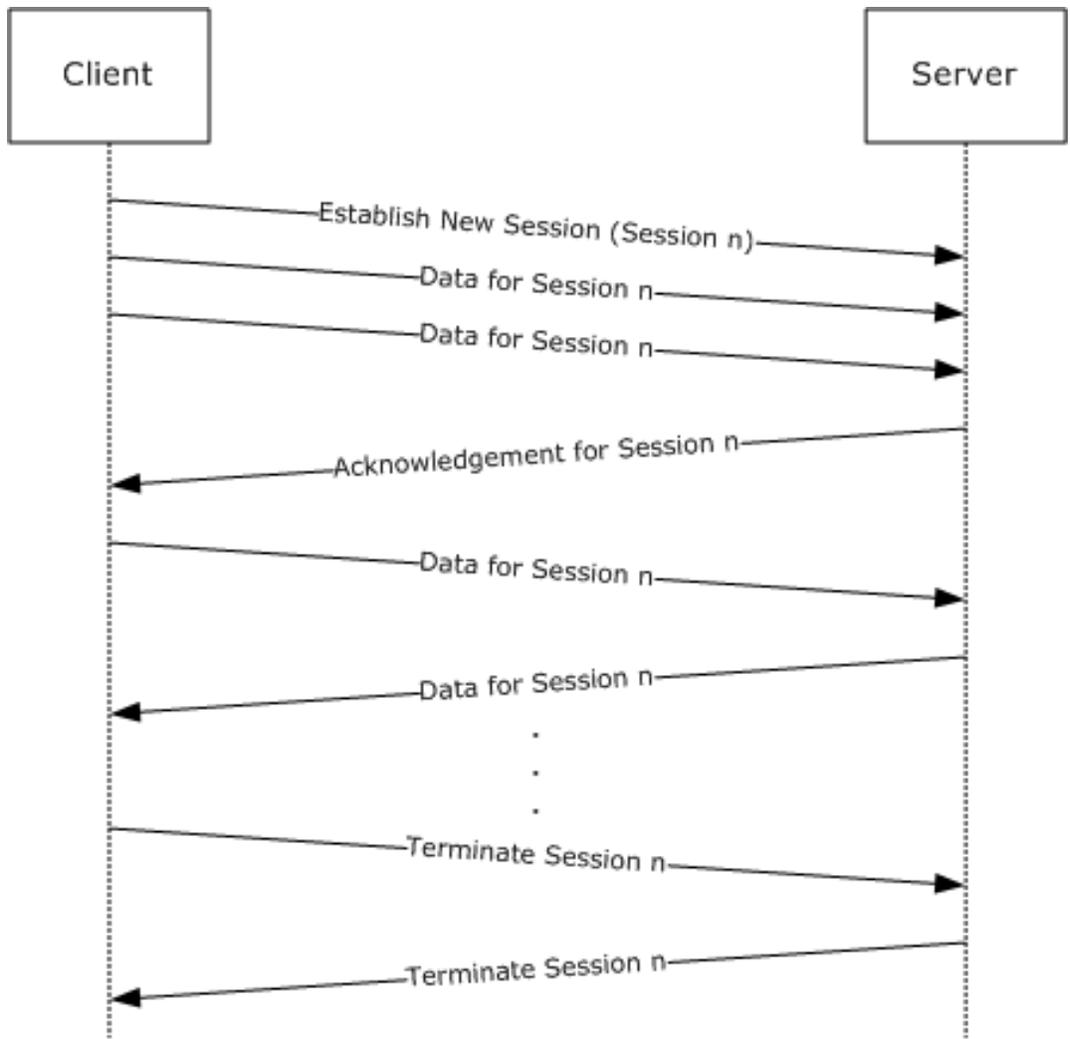 Client
Server
Establish New Session (Session n)
Data for Session n
Data for Session n
Acknowledgement for Session n
Data for Session n
Data for Session n
.
.
.
Terminate Session n
Terminate Session n